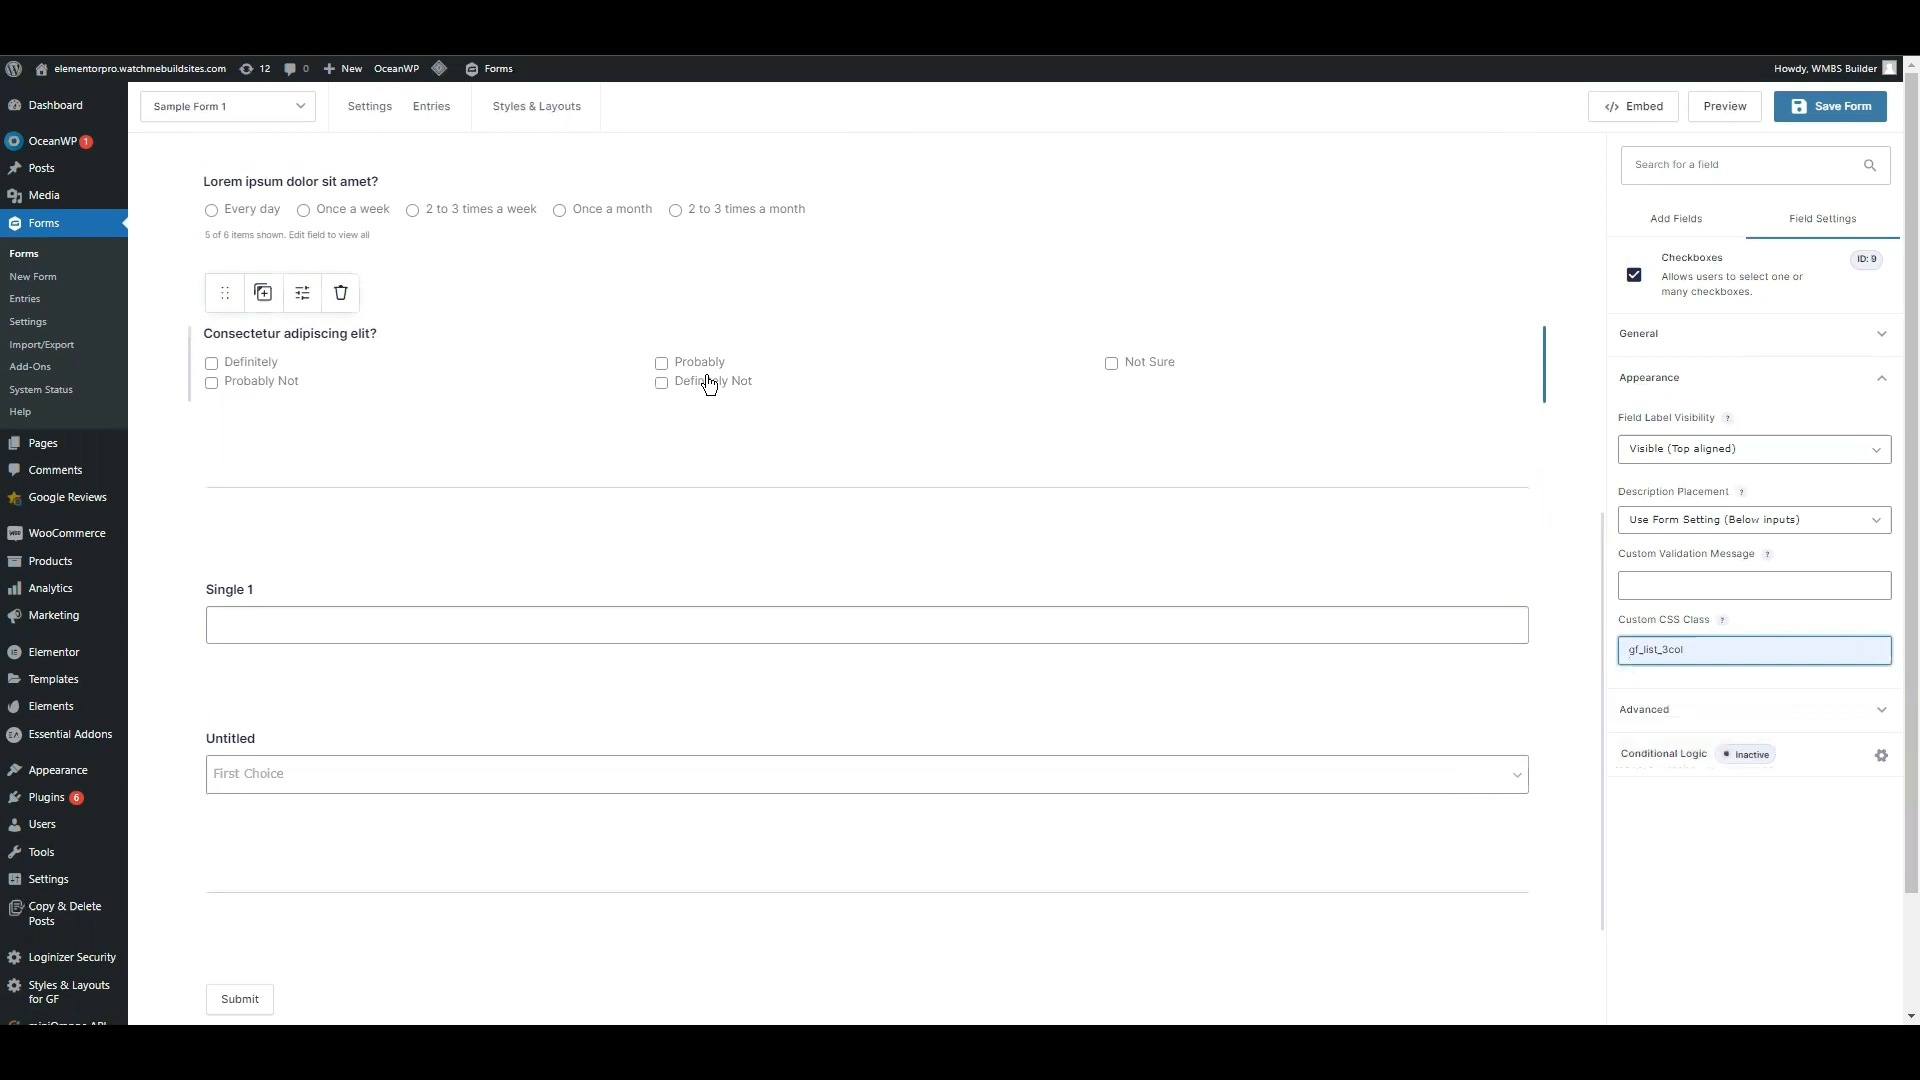 elementorpro.watchmebuildsites.com 12 0 New OceanWP Forms Howdy, WMBS Builder
Dashboard
OceanWP 1
Posts
Media
Forms
Forms
New Form
Entries
Settings
Import/Export
Add-Ons
System Status
Help
Pages
Comments
Google Reviews
WooCommerce
Products
Analytics
Marketing
Elementor
Templates
Elements
Essential Addons
Appearance
Plugins 6
Users
Tools
Settings
Copy & Delete
Posts
Loginizer Security
Styles & Layouts
for GF
Sample Form 1 Settings Entries Styles & Layouts </> Embed Preview Save Form
Lorem ipsum dolor sit amet?
Every day Once a week 2 to 3 times a week Once a month 2 to 3 times a month
5 of 6 items shown. Edit field to view all
Consectetur adipiscing elit?
Definitely Probably Not Sure
Probably Not Definitely Not
Single 1
Untitled
First Choice
Submit
Search for a field
Add Fields Field Settings
Checkboxes ID: 9
Allows users to select one or
many checkboxes.
General
Appearance
Field Label Visibility ?
Visible (Top aligned)
Description Placement ?
Use Form Setting (Below inputs)
Custom Validation Message ?
Custom CSS Class ?
gf_list_3col
Advanced
Conditional Logic Inactive